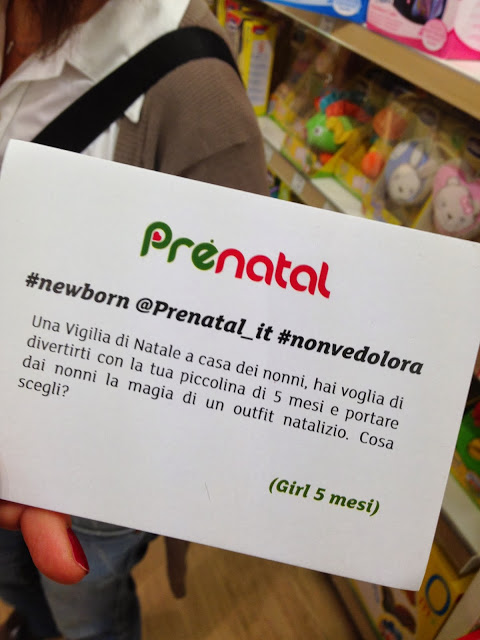 Prénatal
#newborn @Prenatal_it #nonvedolora
Una Vigilia di Natale a casa dei nonni, hai voglia di
divertirti con la tua piccolina di 5 mesi e portare
dai nonni la magia di un outfit natalizio. Cosa
scegli?
(Girl 5 mesi)